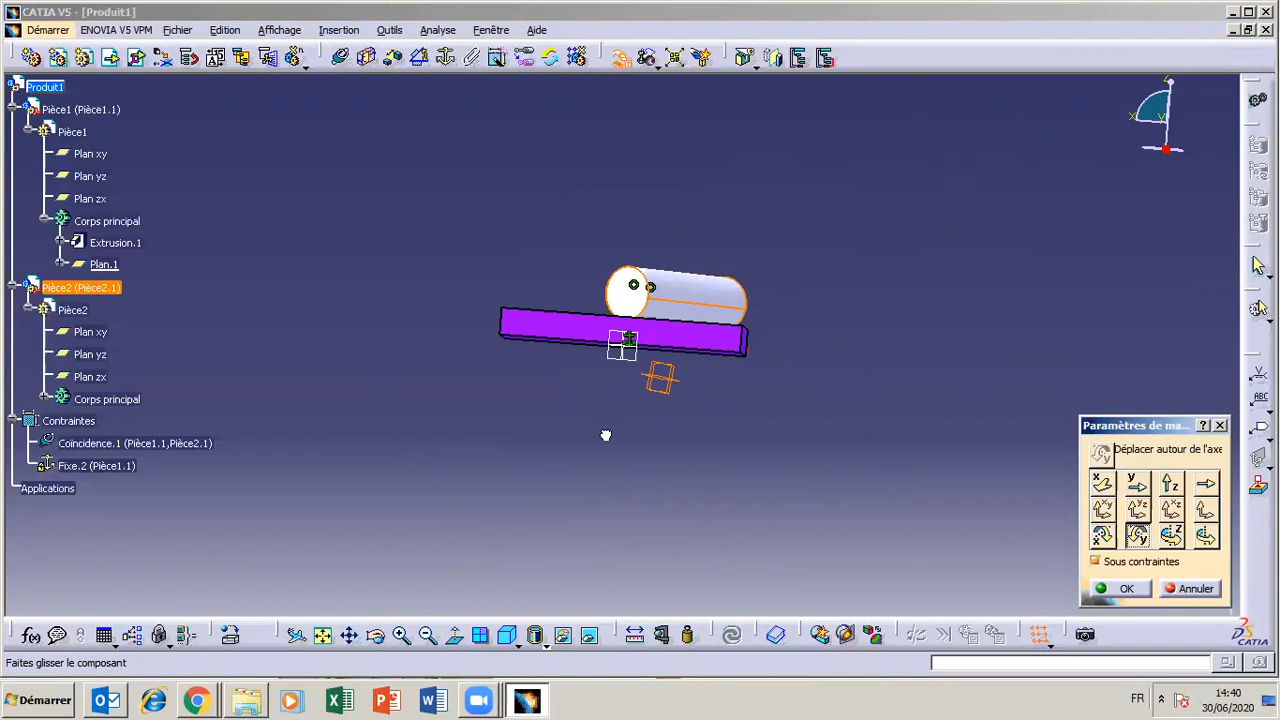 CATIA V5 - [Produit1]
Démarrer ENOVIA V5 VPM Fichier Edition Affichage Insertion Outils Analyse Fenêtre Aide
Produit1
Pièce1 (Pièce1.1)
Pièce1
Plan xy
Plan yz
Plan zx
Corps principal
Extrusion.1
Plan.1
Pièce2 (Pièce2.1)
Pièce2
Plan xy
Plan yz
Plan zx
Corps principal
Contraintes
Coïncidence.1 (Pièce1.1,Pièce2.1)
Fixe.2 (Pièce1.1)
Applications
Paramètres de ma...
Déplacer autour de l'axe
Sous contraintes
OK Annuler
CATIA
Faites glisser le composant
Démarrer
FR
14:40
30/06/2020